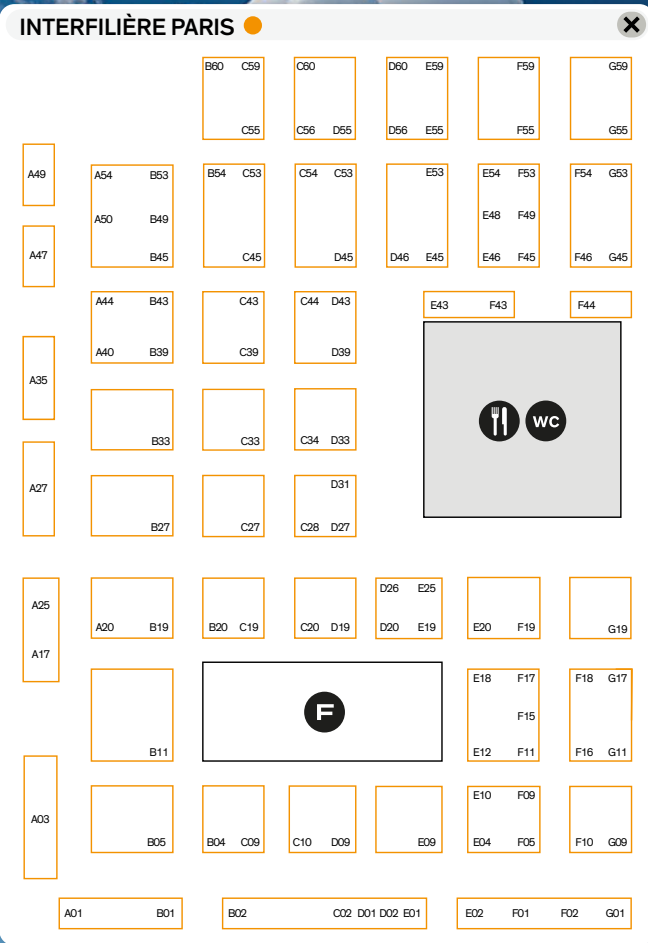 INTERFILIÈRE PARIS
B60 C59 C60 D60 E59 F59 G59
C55 C56 D55 D56 E55 F55 G55
A49 A54 B53 B54 C53 C54 C53 E53 E54 F53 F54 G53
A50 B49 E48 F49
A47 B45 C45 D45 D46 E45 E46 F45 F46 G45
A44 B43 C43 C44 D43 E43 F43 F44
A40 B39 C39 D39
A35
WC
B33 C33 C34 D33
A27 D31
B27 C27 C28 D27
D26 E25
A25
A20 B19 B20 C19 C20 D19 D20 E19 E20 F19 G19
A17
E18 F17 F18 G17
F
F15
B11 E12 F11 F16 G11
E10 F09
A03
B05 B04 C09 C10 D09 E09 E04 F05 F10 G09
A01 B01 B02 C02 D01 D02 E01 E02 F01 F02 G01